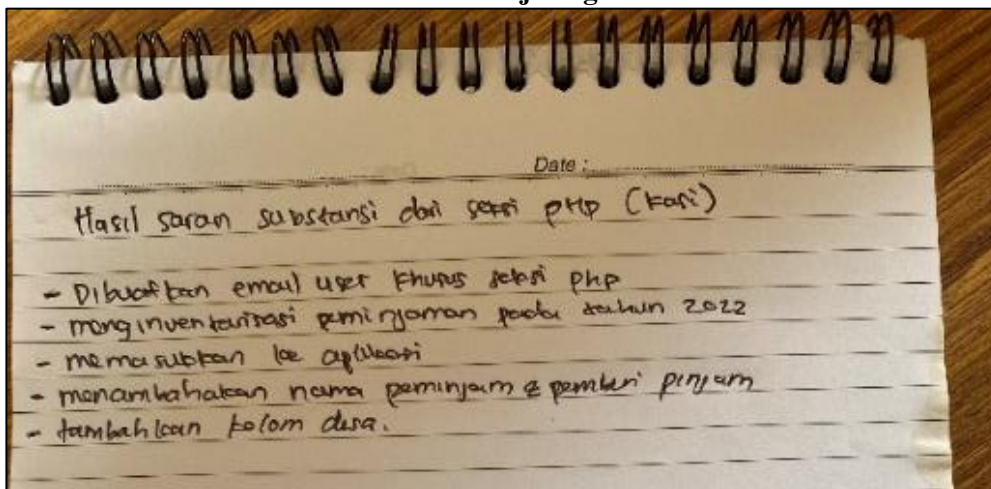 Date :
Hasil saran substansi dari seksi PHP (kasi)
- Dibuatkan email user khusus seksi php
- menginventarisasi peminjaman pada tahun 2022
- memasukkan ke aplikasi
- menambahakan nama peminjam & pemberi pinjam
- tambahkan kolom desa.